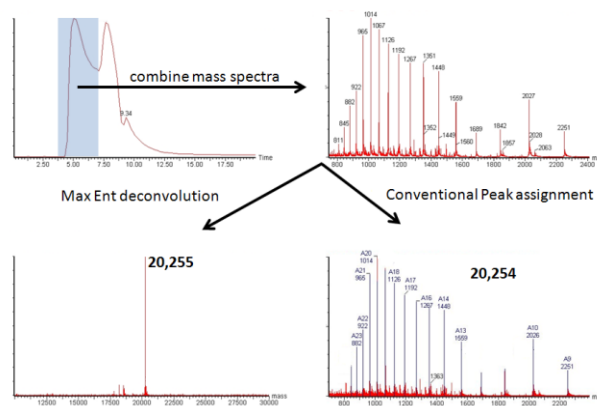 1014
965
1067
1126
1192
1267
1351
1448
922
882
845
811
1352
1449
1559
1560
1689
1842
1857
2037
2028
2063
2251
combine mass spectra
9.34
2.50 5.00 7.50 10.00 12.50 15.00 17.50
Time
800 1000 1200 1400 1600 1800 2000 2200 2400
Max Ent deconvolution
Conventional Peak assignment
20,255
20,254
A20
1014
A21
965
A18
1126
A17
1192
A16
1267
A14
1448
A22
922
A23
882
A13
1559
A10
2026
A9
2251
1363
12500 15000 17500 20000 22500 25000 27500 30000
mass
800 1000 1200 1400 1600 1800 2000 2200